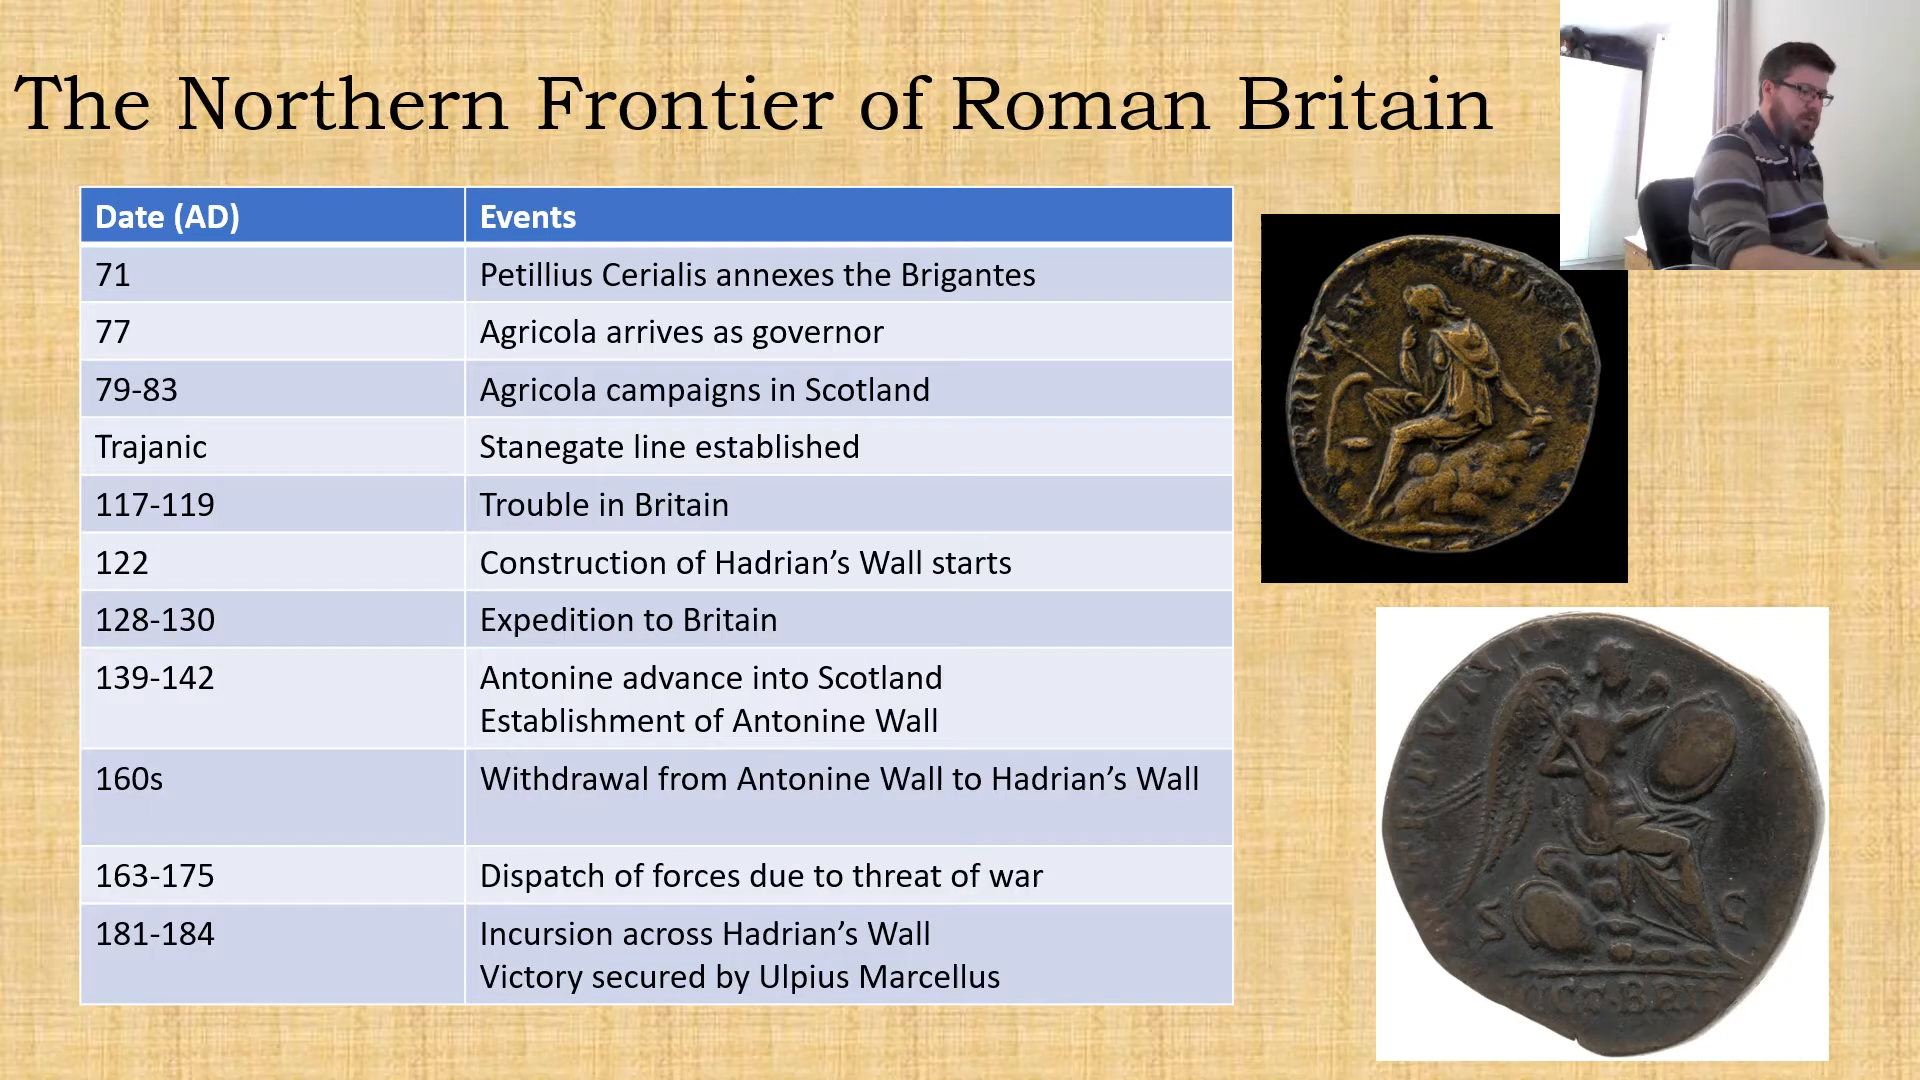 The Northern Frontier of Roman Britain
Date (AD) Events
71 Petillius Cerialis annexes the Brigantes
77 Agricola arrives as governor
79-83 Agricola campaigns in Scotland
Trajanic Stanegate line established
117-119 Trouble in Britain
122 Construction of Hadrian’s Wall starts
128-130 Expedition to Britain
139-142 Antonine advance into Scotland
Establishment of Antonine Wall
160s Withdrawal from Antonine Wall to Hadrian’s Wall
163-175 Dispatch of forces due to threat of war
181-184 Incursion across Hadrian’s Wall
Victory secured by Ulpius Marcellus
S C